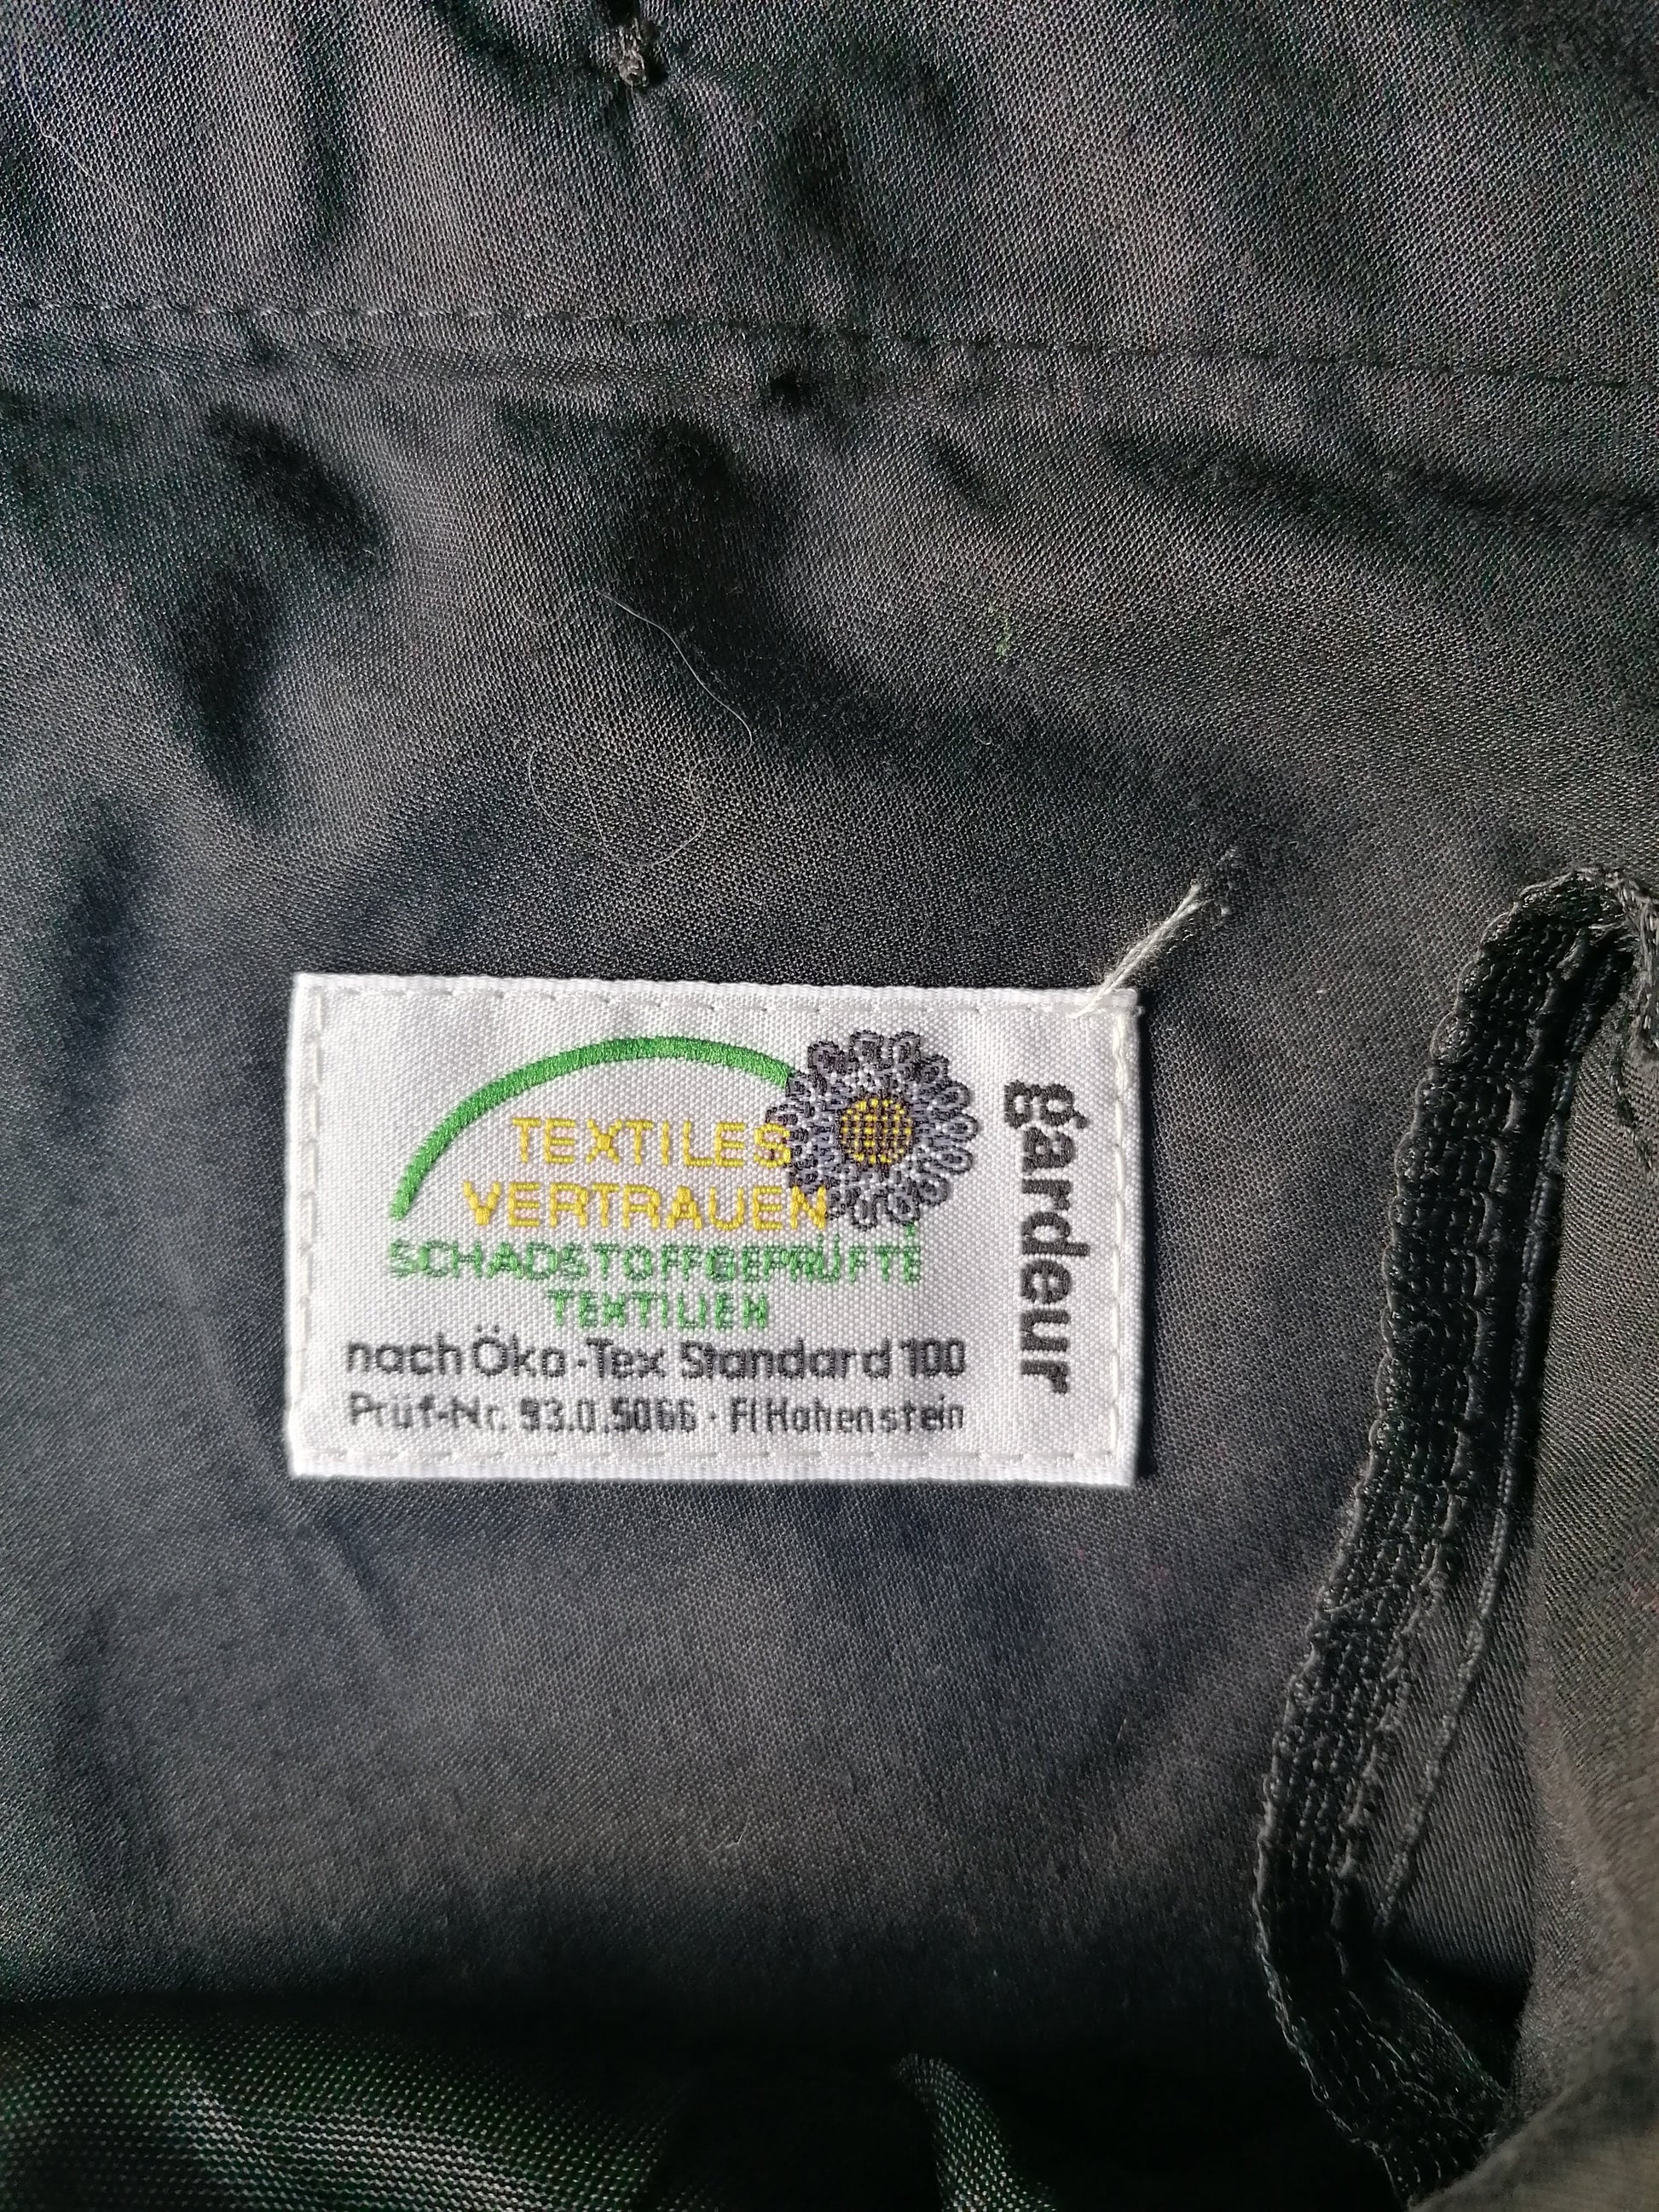 TEXTILES
VERTRAUEN
SCHADSTOFFGEPRÜFTE
TEXTILIEN
nach Öko-Tex Standard 100
Prüf-Nr. 93.0.5066 · FI Hohenstein
gardeur